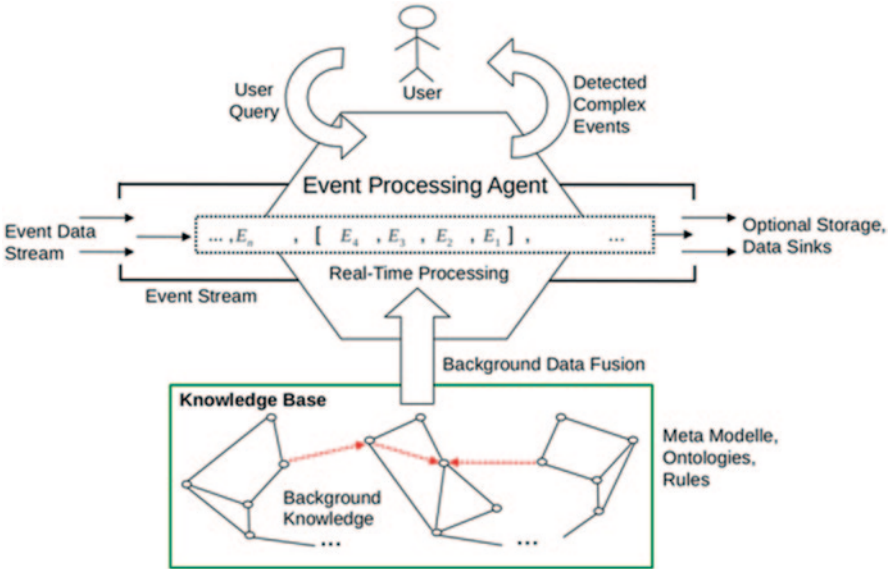 User
Query
User
Detected
Complex
Events
Event Processing Agent
Event Data
Stream
... , Eₙ , [ E₄ , E₃ , E₂ , E₁ ] , ...
Optional Storage,
Data Sinks
Real-Time Processing
Event Stream
Background Data Fusion
Knowledge Base
Meta Modelle,
Ontologies,
Rules
Background
Knowledge
...
...